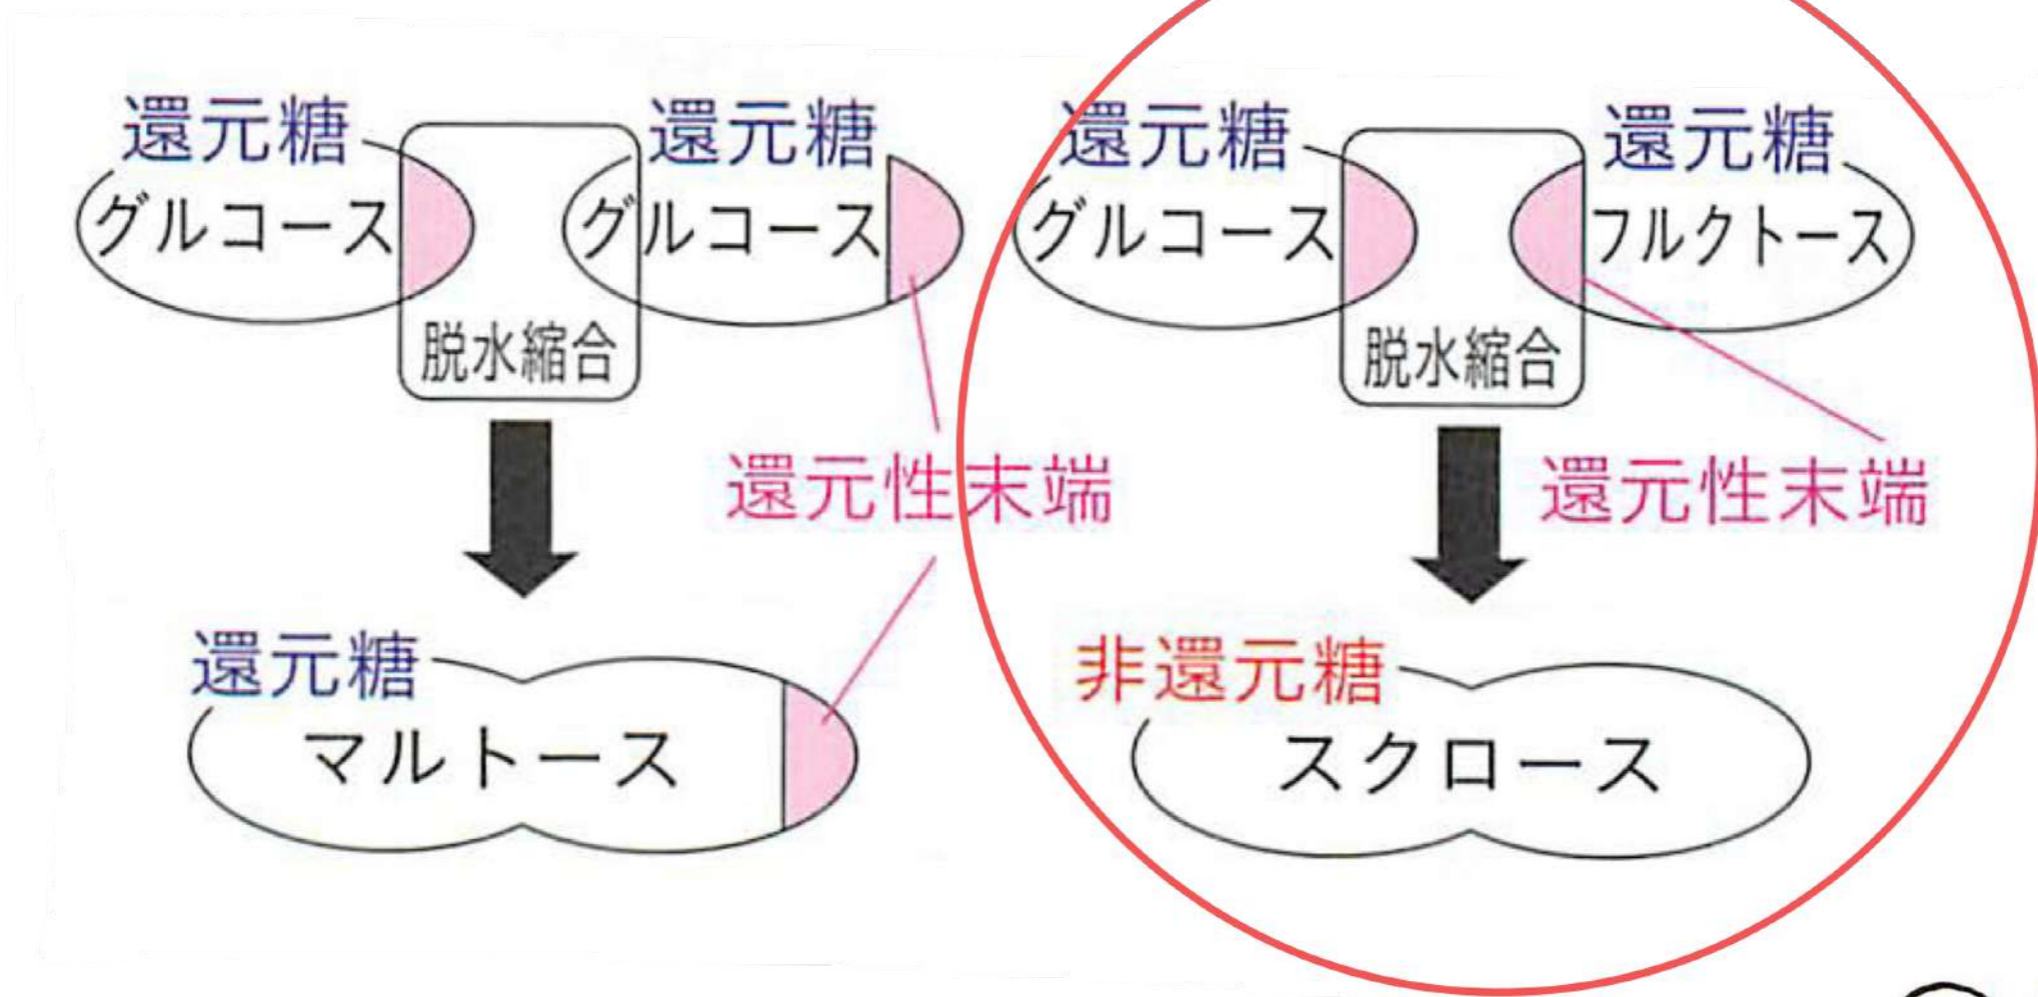 還元糖
グルコース
還元糖
グルコース
脱水縮合
還元性末端
還元糖
マルトース
還元糖
グルコース
還元糖
フルクトース
脱水縮合
還元性末端
非還元糖
スクロース